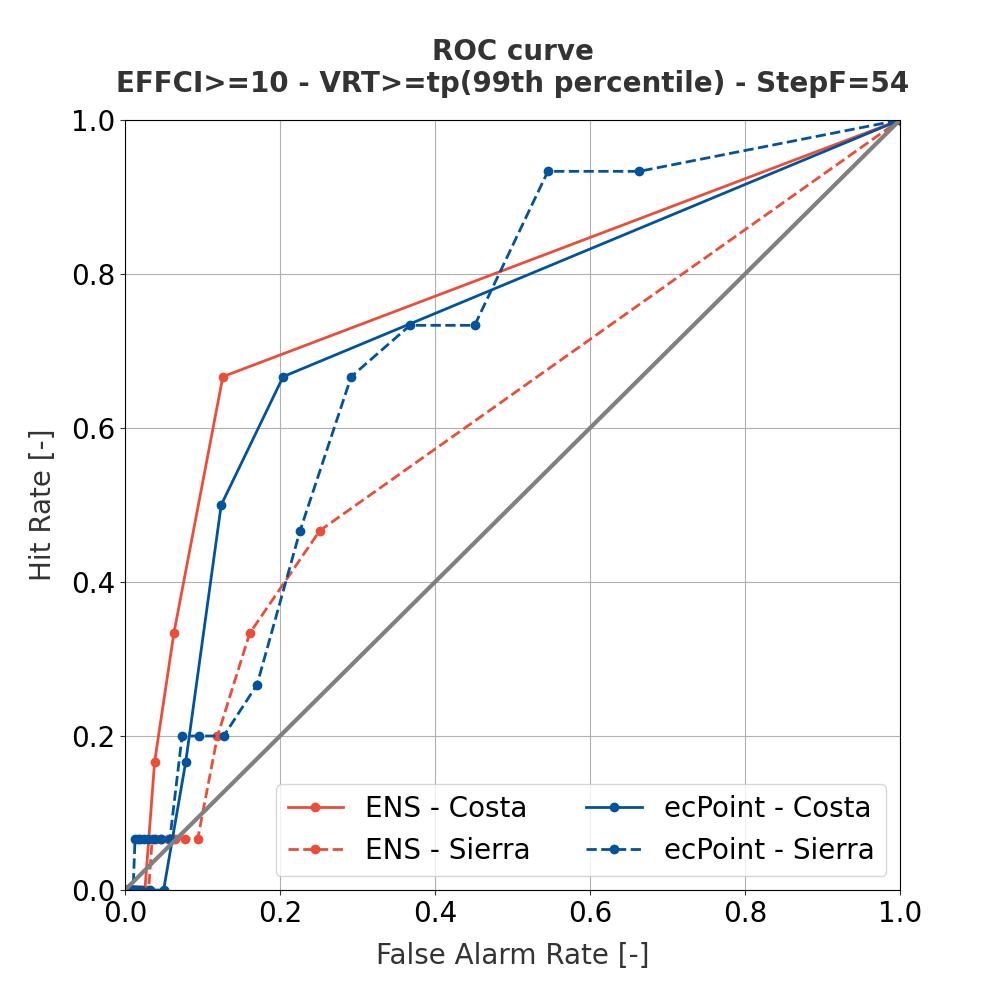 ROC curve
EFFCI>=10 - VRT>=tp(99th percentile) - StepF=54
1.0
0.8
0.6
0.4
0.2
0.0
Hit Rate [-]
ENS - Costa
ecPoint - Costa
ENS - Sierra
ecPoint - Sierra
0.0 0.2 0.4 0.6 0.8 1.0
False Alarm Rate [-]